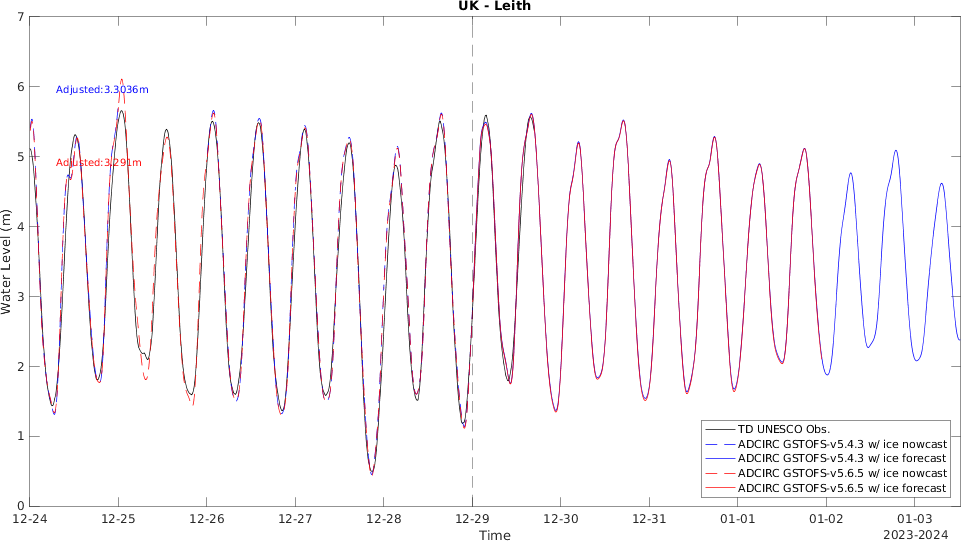 UK - Leith
7
6
5
4
3
2
1
0
Water Level (m)
Adjusted:3.3036m
Adjusted:3.291m
TD UNESCO Obs.
ADCIRC GSTOFS-v5.4.3 w/ ice nowcast
ADCIRC GSTOFS-v5.4.3 w/ ice forecast
ADCIRC GSTOFS-v5.6.5 w/ ice nowcast
ADCIRC GSTOFS-v5.6.5 w/ ice forecast
12-24 12-25 12-26 12-27 12-28 12-29 12-30 12-31 01-01 01-02 01-03
Time
2023-2024